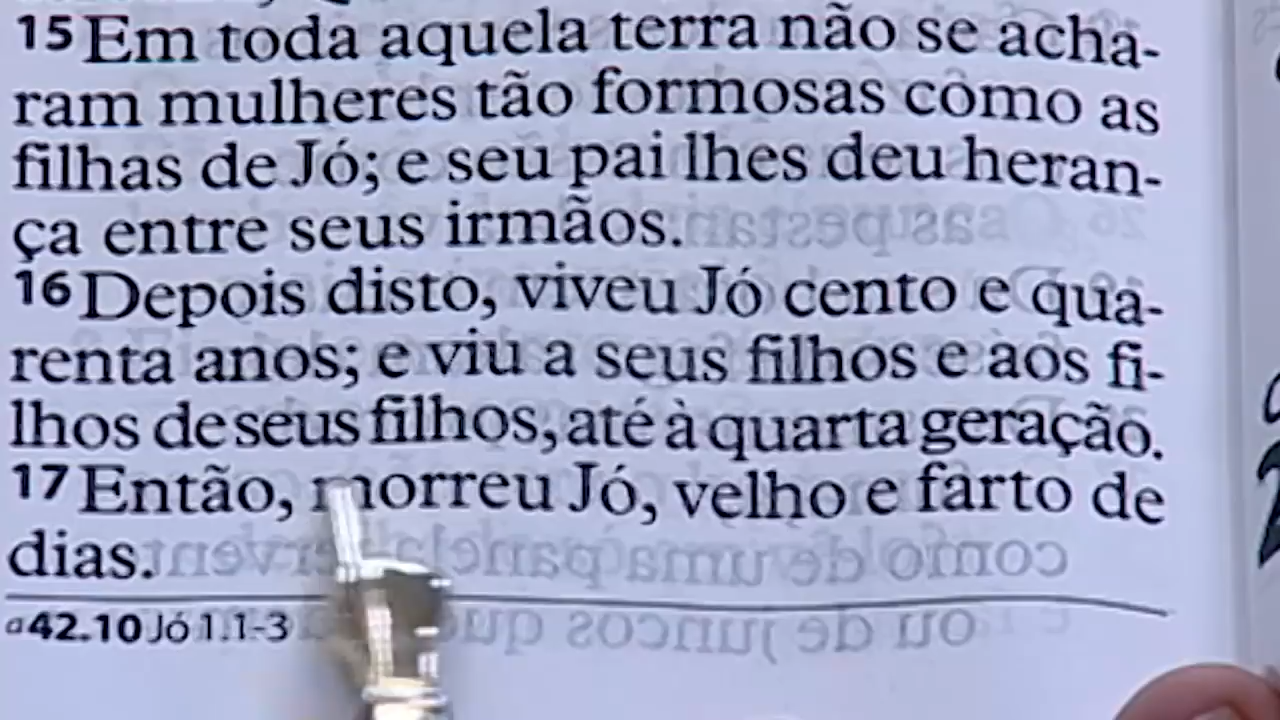 15 Em toda aquela terra não se acha-
ram mulheres tão formosas como as
filhas de Jó; e seu pai lhes deu heran-
ça entre seus irmãos.
16 Depois disto, viveu Jó cento e qua-
renta anos; e viu a seus filhos e aos fi-
lhos de seus filhos, até à quarta geração.
17 Então, morreu Jó, velho e farto de
dias.
a 42.10 Jó 1.1-3